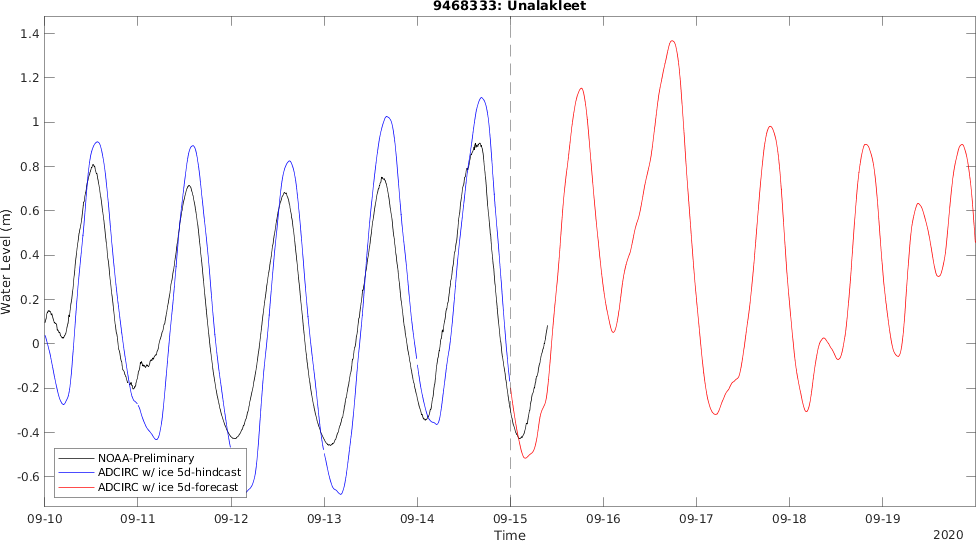 9468333: Unalakleet
1.4
1.2
1
0.8
0.6
0.4
0.2
0
-0.2
-0.4
-0.6
Water Level (m)
NOAA-Preliminary
ADCIRC w/ ice 5d-hindcast
ADCIRC w/ ice 5d-forecast
09-10 09-11 09-12 09-13 09-14 09-15 09-16 09-17 09-18 09-19
Time
2020